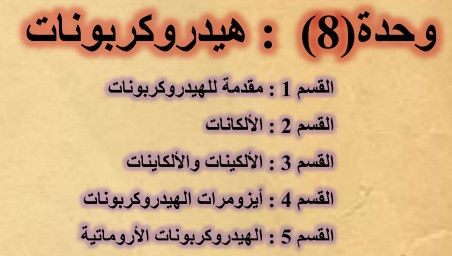 وحدة(8) : هيدروكربونات
القسم 1 : مقدمة للهيدروكربونات
القسم 2 : الألكانات
القسم 3 : الألكينات والألكاينات
القسم 4 : أيزومرات الهيدروكربونات
القسم 5 : الهيدروكربونات الأروماتية